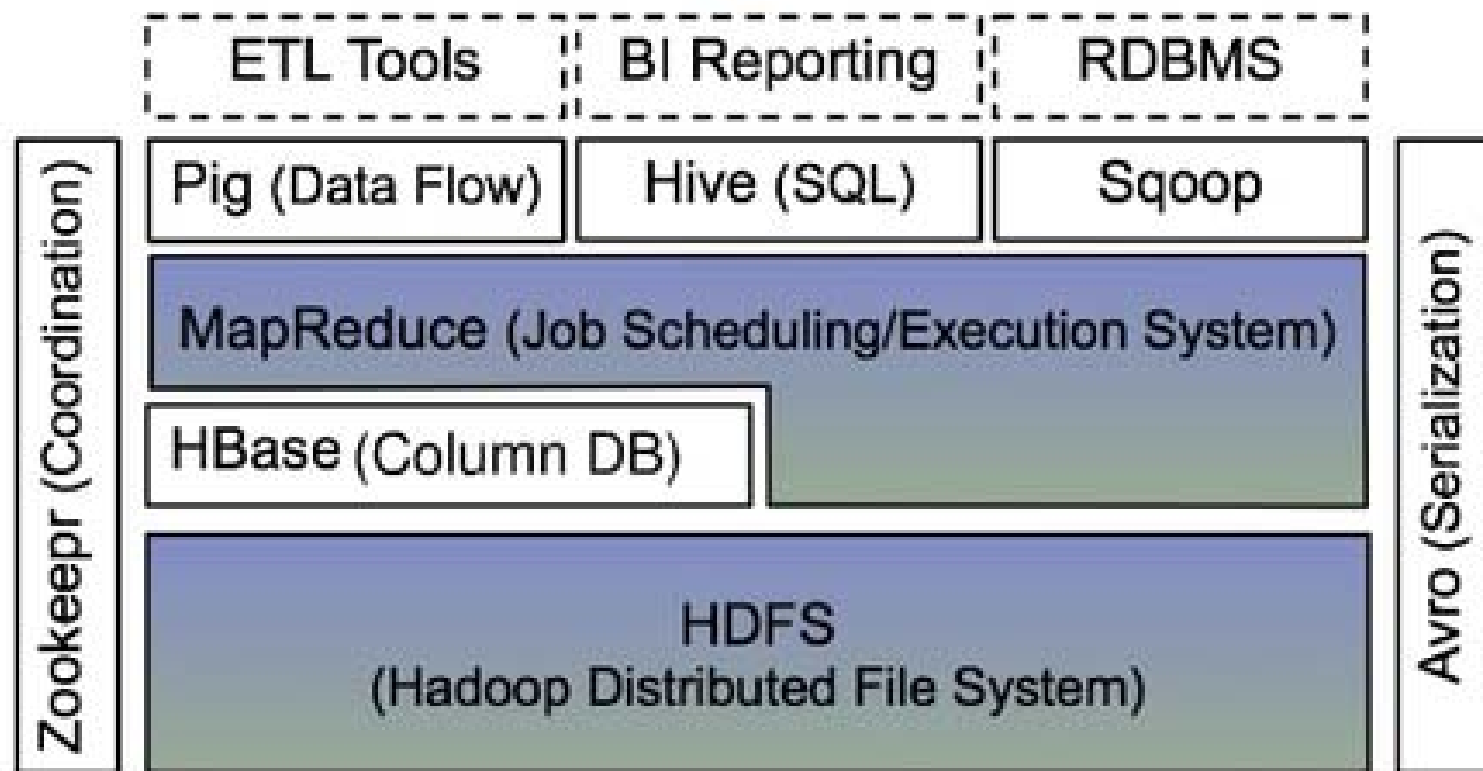 ETL Tools
BI Reporting
RDBMS
Pig (Data Flow)
Hive (SQL)
Sqoop
MapReduce (Job Scheduling/Execution System)
HBase (Column DB)
HDFS
(Hadoop Distributed File System)
Zookeepr (Coordination)
Avro (Serialization)